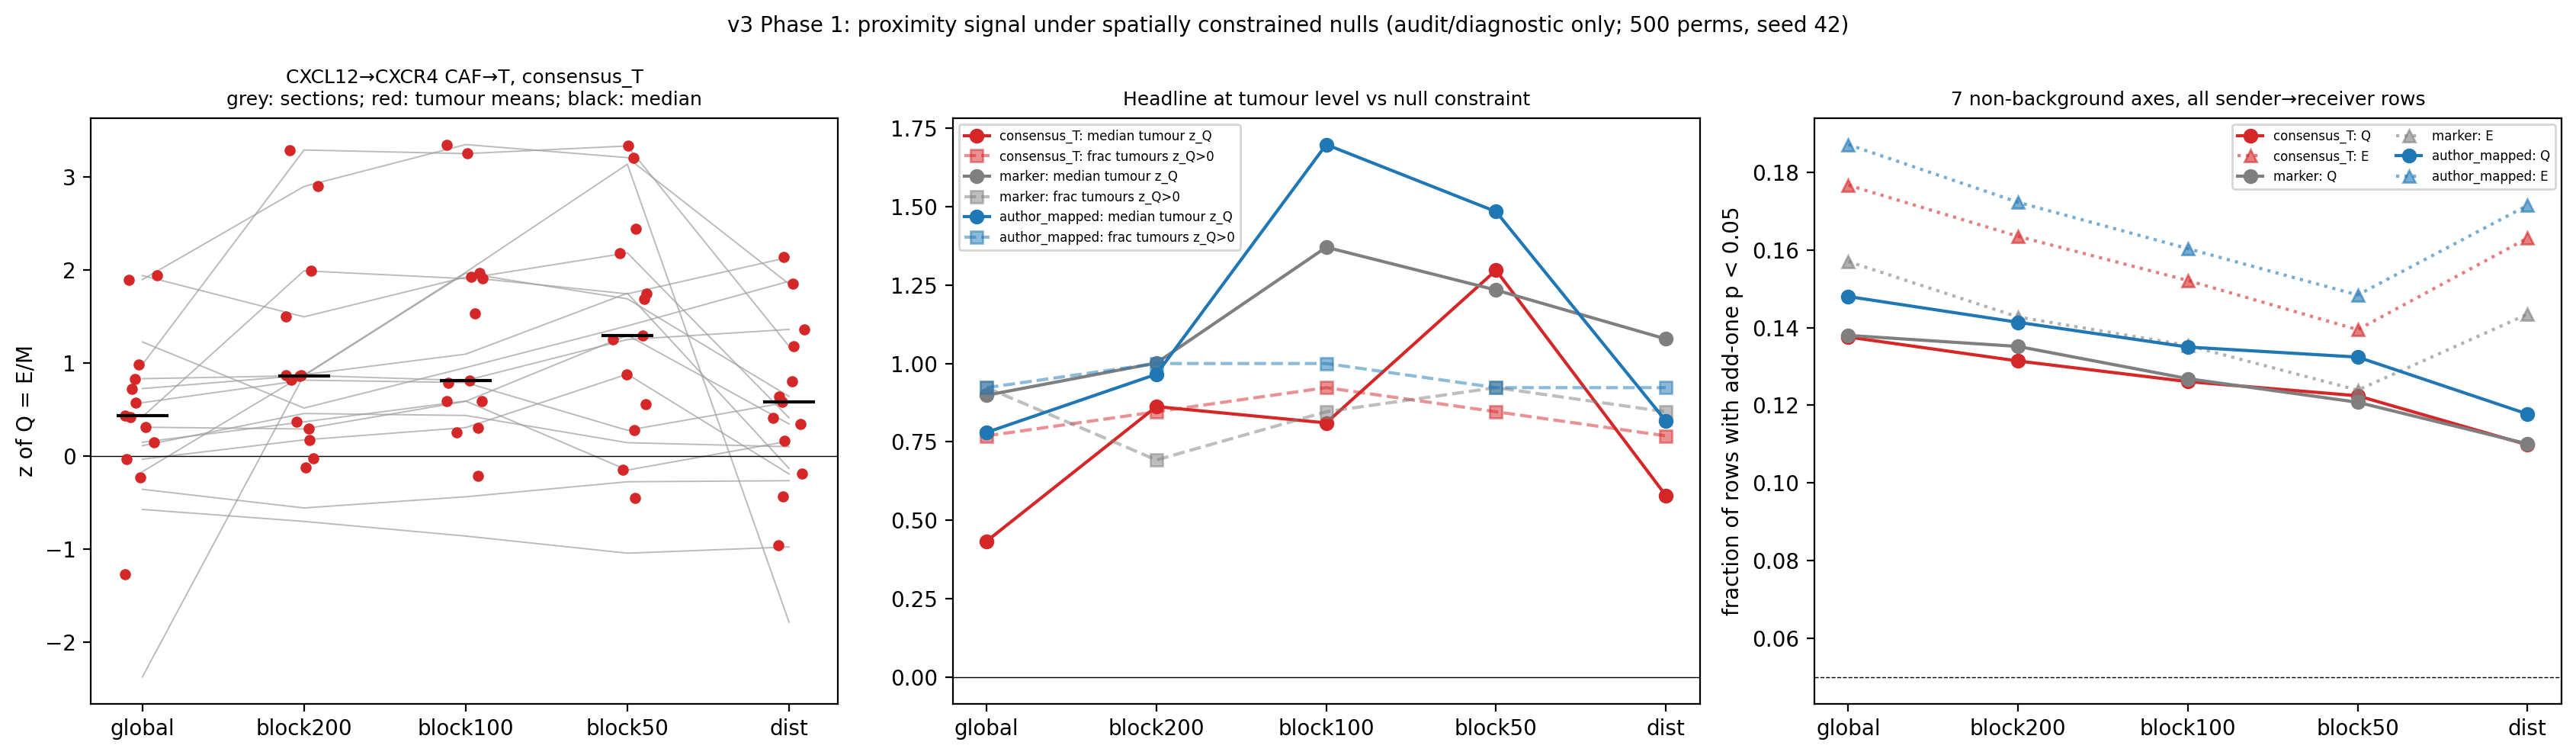 v3 Phase 1: proximity signal under spatially constrained nulls (audit/diagnostic only; 500 perms, seed 42)
CXCL12→CXCR4 CAF→T, consensus_T
grey: sections; red: tumour means; black: median
z of Q = E/M
3
2
1
0
−1
−2
global
block200
block100
block50
dist
Headline at tumour level vs null constraint
consensus_T: median tumour z_Q
consensus_T: frac tumours z_Q>0
marker: median tumour z_Q
marker: frac tumours z_Q>0
author_mapped: median tumour z_Q
author_mapped: frac tumours z_Q>0
1.75
1.50
1.25
1.00
0.75
0.50
0.25
0.00
global
block200
block100
block50
dist
7 non-background axes, all sender→receiver rows
consensus_T: Q
consensus_T: E
marker: Q
marker: E
author_mapped: Q
author_mapped: E
fraction of rows with add-one p < 0.05
0.18
0.16
0.14
0.12
0.10
0.08
0.06
global
block200
block100
block50
dist